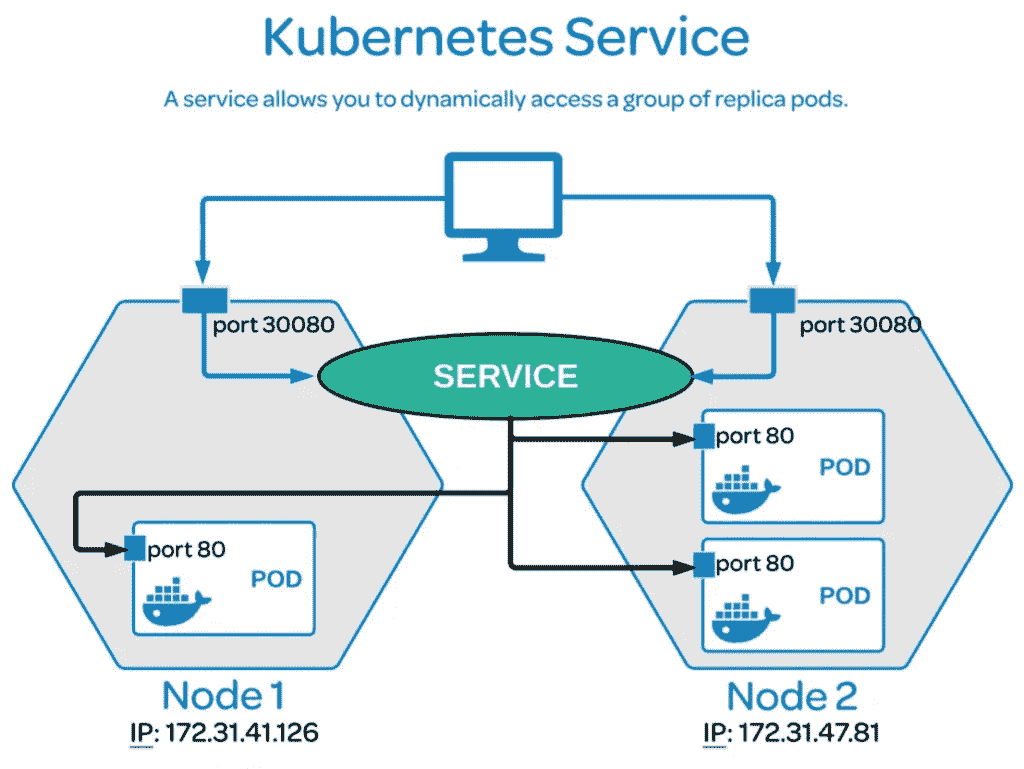 Kubernetes Service
A service allows you to dynamically access a group of replica pods.
port 30080
port 30080
SERVICE
port 80
POD
port 80
POD
port 80
POD
Node 1
IP: 172.31.41.126
Node 2
IP: 172.31.47.81